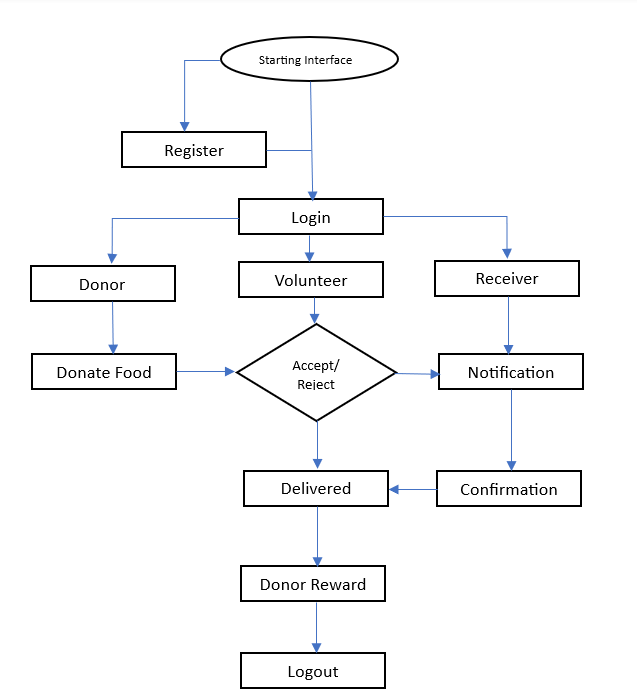 Starting Interface
Register
Login
Donor
Volunteer
Receiver
Donate Food
Accept/
Reject
Notification
Delivered
Confirmation
Donor Reward
Logout